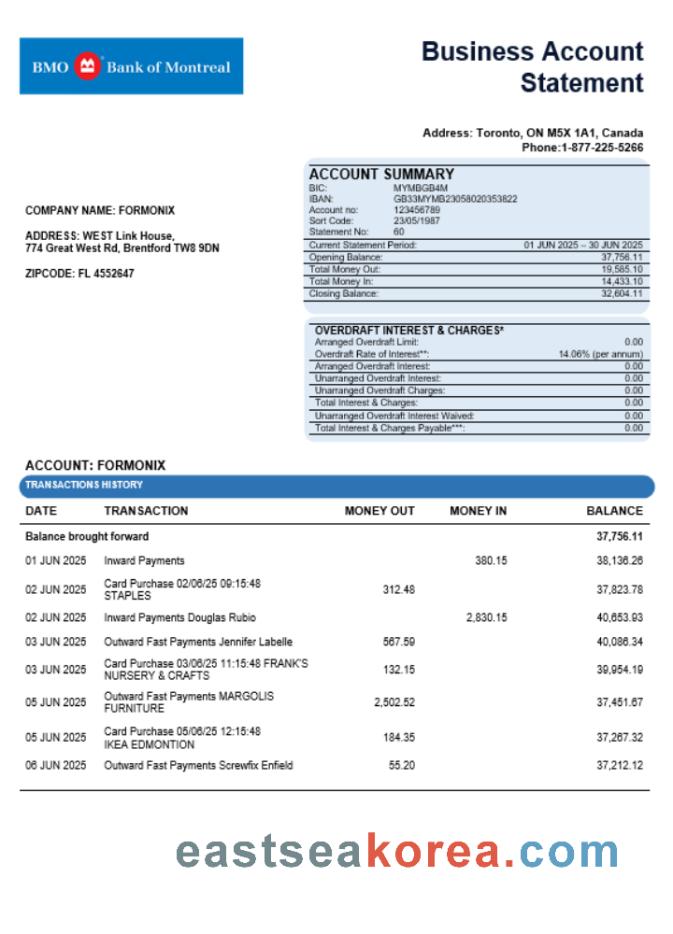 BMO Bank of Montreal
Business Account
Statement
Address: Toronto, ON M5X 1A1, Canada
Phone:1-877-225-5266
COMPANY NAME: FORMONIX
ADDRESS: WEST Link House,
774 Great West Rd, Brentford TW8 9DN
ZIPCODE: FL 4552647
ACCOUNT SUMMARY
BIC: MYMBGB4M
IBAN: GB33MYMB23058020353822
Account no: 123456789
Sort Code: 23/05/1987
Statement No: 60
Current Statement Period: 01 JUN 2025 – 30 JUN 2025
Opening Balance: 37,756.11
Total Money Out: 19,585.10
Total Money In: 14,433.10
Closing Balance: 32,604.11
OVERDRAFT INTEREST & CHARGES*
Arranged Overdraft Limit: 0.00
Overdraft Rate of Interest**: 14.06% (per annum)
Arranged Overdraft Interest: 0.00
Unarranged Overdraft Interest: 0.00
Unarranged Overdraft Charges: 0.00
Total Interest & Charges: 0.00
Unarranged Overdraft Interest Waived: 0.00
Total Interest & Charges Payable***: 0.00
ACCOUNT: FORMONIX
TRANSACTIONS HISTORY
DATE TRANSACTION MONEY OUT MONEY IN BALANCE
Balance brought forward 37,756.11
01 JUN 2025 Inward Payments 380.15 38,136.26
02 JUN 2025 Card Purchase 02/06/25 09:15:48 312.48 37,823.78
STAPLES
02 JUN 2025 Inward Payments Douglas Rubio 2,830.15 40,653.93
03 JUN 2025 Outward Fast Payments Jennifer Labelle 567.59 40,086.34
03 JUN 2025 Card Purchase 03/06/25 11:15:48 FRANK'S 132.15 39,954.19
NURSERY & CRAFTS
05 JUN 2025 Outward Fast Payments MARGOLIS 2,502.52 37,451.67
FURNITURE
05 JUN 2025 Card Purchase 05/06/25 12:15:48 184.35 37,267.32
IKEA EDMONTION
06 JUN 2025 Outward Fast Payments Screwfix Enfield 55.20 37,212.12
eastseakorea.com